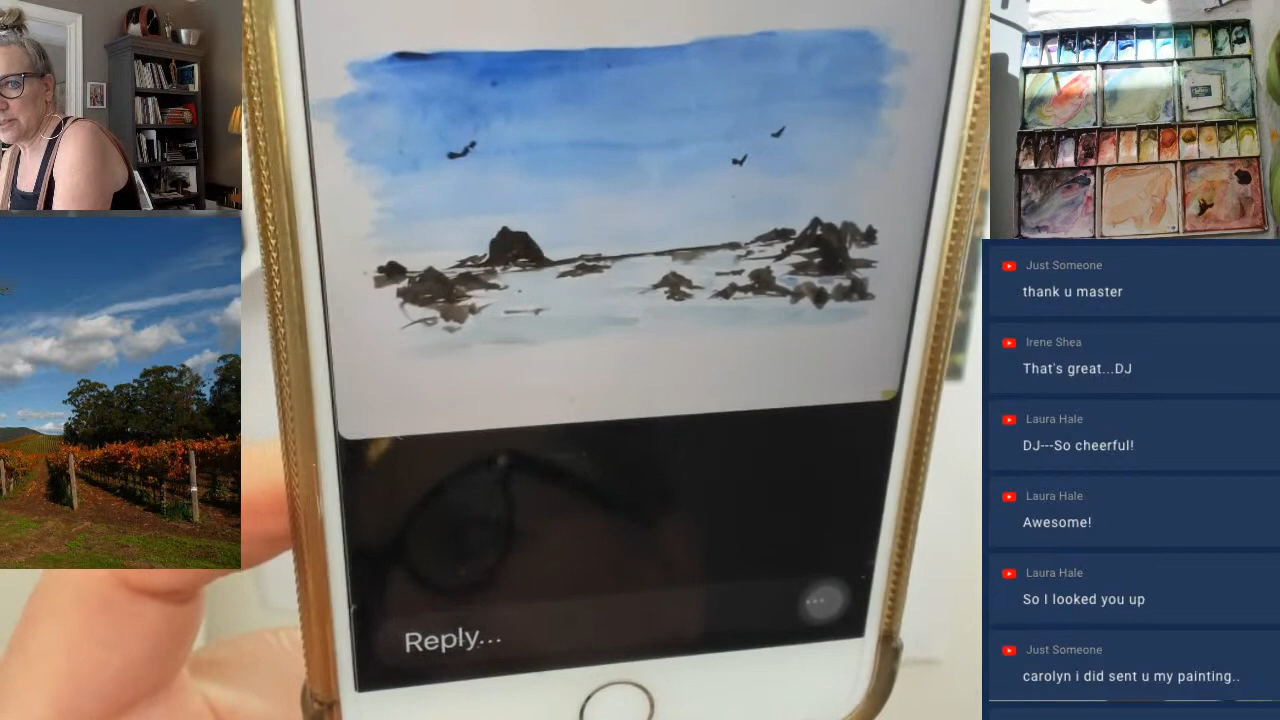 Reply...
Just Someone
thank u master
Irene Shea
That's great...DJ
Laura Hale
DJ---So cheerful!
Laura Hale
Awesome!
Laura Hale
So I looked you up
Just Someone
carolyn i did sent u my painting..